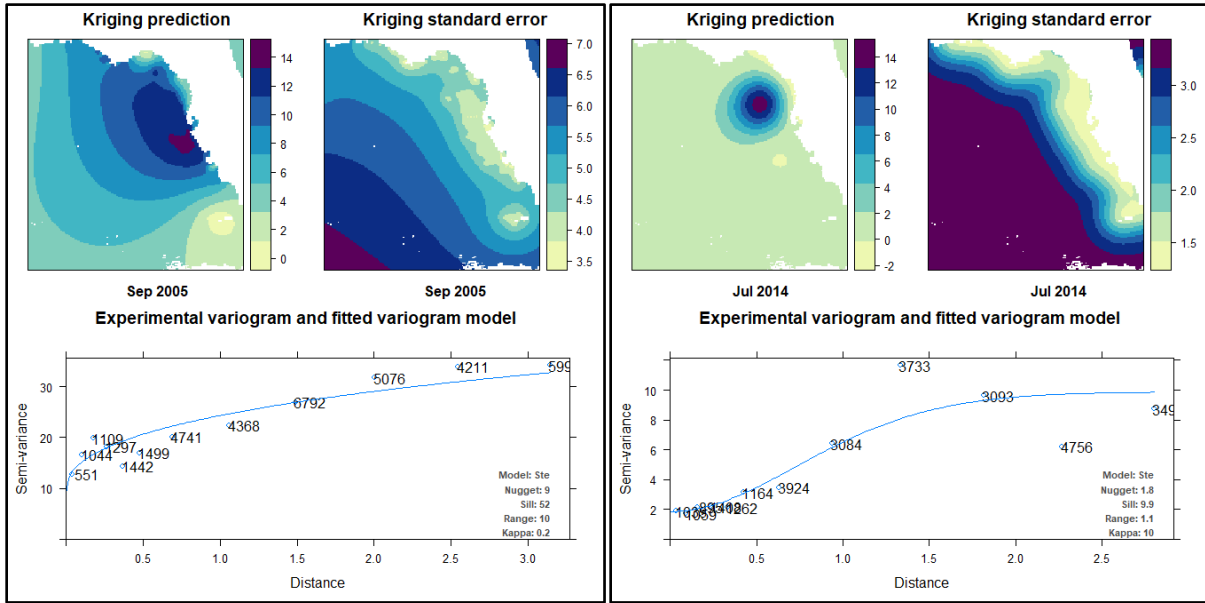 Kriging prediction
Kriging standard error
14
12
10
8
6
4
2
0
7.0
6.5
6.0
5.5
5.0
4.5
4.0
3.5
Sep 2005
Sep 2005
Experimental variogram and fitted variogram model
Semi-variance
30
20
10
551
1044
1109
1297
1442
1499
4741
4368
6792
5076
4211
599
Model: Ste
Nugget: 9
Sill: 52
Range: 10
Kappa: 0.2
0.5
1.0
1.5
2.0
2.5
3.0
Distance
Kriging prediction
Kriging standard error
14
12
10
8
6
4
2
0
-2
3.0
2.5
2.0
1.5
Jul 2014
Jul 2014
Experimental variogram and fitted variogram model
Semi-variance
10
8
6
4
2
1262
1164
3924
3084
3733
3093
4756
349
Model: Ste
Nugget: 1.8
Sill: 9.9
Range: 1.1
Kappa: 10
0.5
1.0
1.5
2.0
2.5
Distance